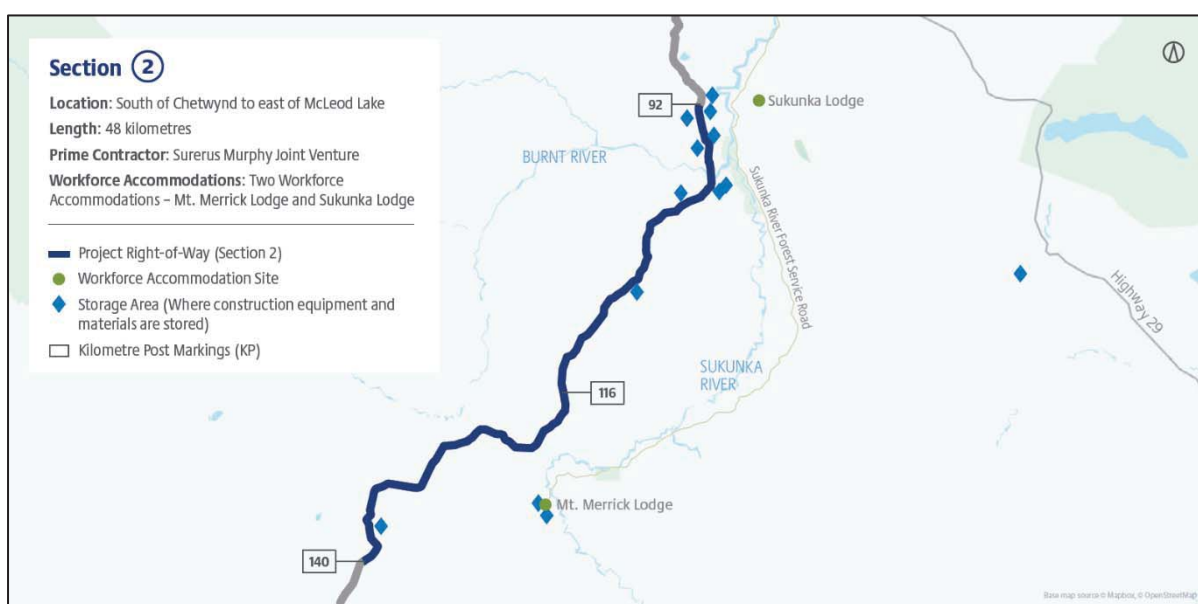 Section 2
Location: South of Chetwynd to east of McLeod Lake
Length: 48 kilometres
Prime Contractor: Surerus Murphy Joint Venture
Workforce Accommodations: Two Workforce
Accommodations – Mt. Merrick Lodge and Sukunka Lodge
Project Right-of-Way (Section 2)
Workforce Accommodation Site
Storage Area (Where construction equipment and
materials are stored)
Kilometre Post Markings (KP)
92
Sukunka Lodge
BURNT RIVER
Sukunka River Forest Service Road
Highway 29
SUKUNKA
RIVER
116
Mt. Merrick Lodge
140
Base map source © Mapbox, © OpenStreetMap